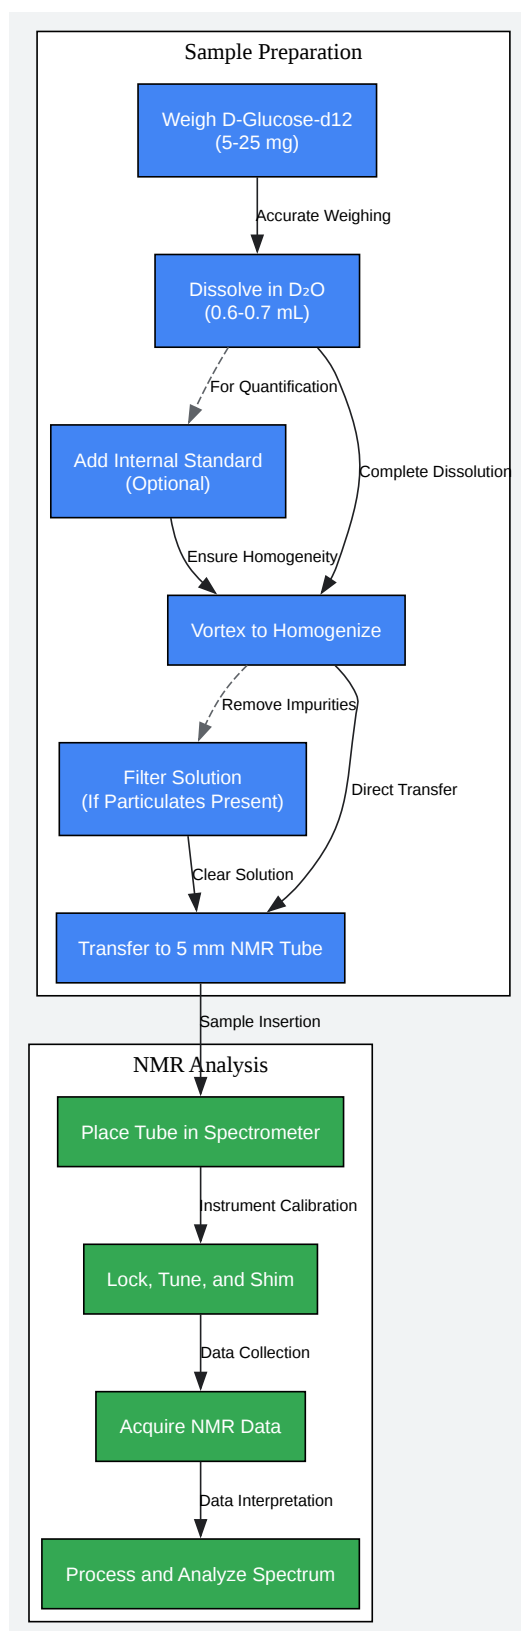 Sample Preparation
Weigh D-Glucose-d12
(5-25 mg)
Accurate Weighing
Dissolve in D₂O
(0.6-0.7 mL)
For Quantification
Add Internal Standard
(Optional)
Complete Dissolution
Ensure Homogeneity
Vortex to Homogenize
Remove Impurities
Filter Solution
(If Particulates Present)
Direct Transfer
Clear Solution
Transfer to 5 mm NMR Tube
Sample Insertion
NMR Analysis
Place Tube in Spectrometer
Instrument Calibration
Lock, Tune, and Shim
Data Collection
Acquire NMR Data
Data Interpretation
Process and Analyze Spectrum